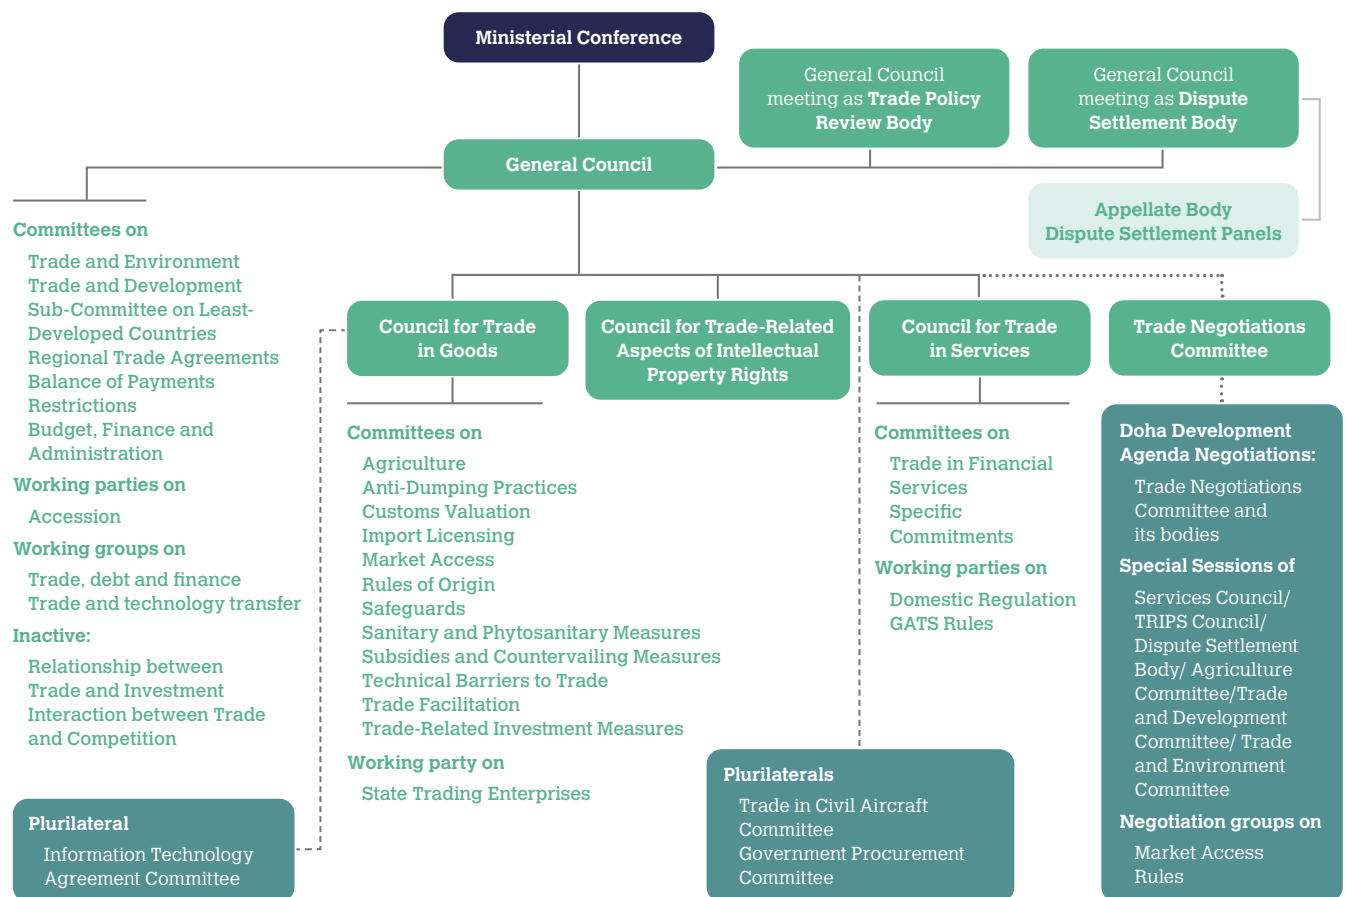 Ministerial Conference
General Council
meeting as Trade Policy
Review Body
General Council
meeting as Dispute
Settlement Body
General Council
Appellate Body
Dispute Settlement Panels
Committees on
Trade and Environment
Trade and Development
Sub-Committee on Least-
Developed Countries
Regional Trade Agreements
Balance of Payments
Restrictions
Budget, Finance and
Administration
Working parties on
Accession
Working groups on
Trade, debt and finance
Trade and technology transfer
Inactive:
Relationship between
Trade and Investment
Interaction between Trade
and Competition
Plurilateral
Information Technology
Agreement Committee
Council for Trade
in Goods
Committees on
Agriculture
Anti-Dumping Practices
Customs Valuation
Import Licensing
Market Access
Rules of Origin
Safeguards
Sanitary and Phytosanitary Measures
Subsidies and Countervailing Measures
Technical Barriers to Trade
Trade Facilitation
Trade-Related Investment Measures
Working party on
State Trading Enterprises
Council for Trade-Related
Aspects of Intellectual
Property Rights
Plurilaterals
Trade in Civil Aircraft
Committee
Government Procurement
Committee
Council for Trade
in Services
Committees on
Trade in Financial
Services
Specific
Commitments
Working parties on
Domestic Regulation
GATS Rules
Trade Negotiations
Committee
Doha Development
Agenda Negotiations:
Trade Negotiations
Committee and
its bodies
Special Sessions of
Services Council/
TRIPS Council/
Dispute Settlement
Body/ Agriculture
Committee/Trade
and Development
Committee/ Trade
and Environment
Committee
Negotiation groups on
Market Access
Rules